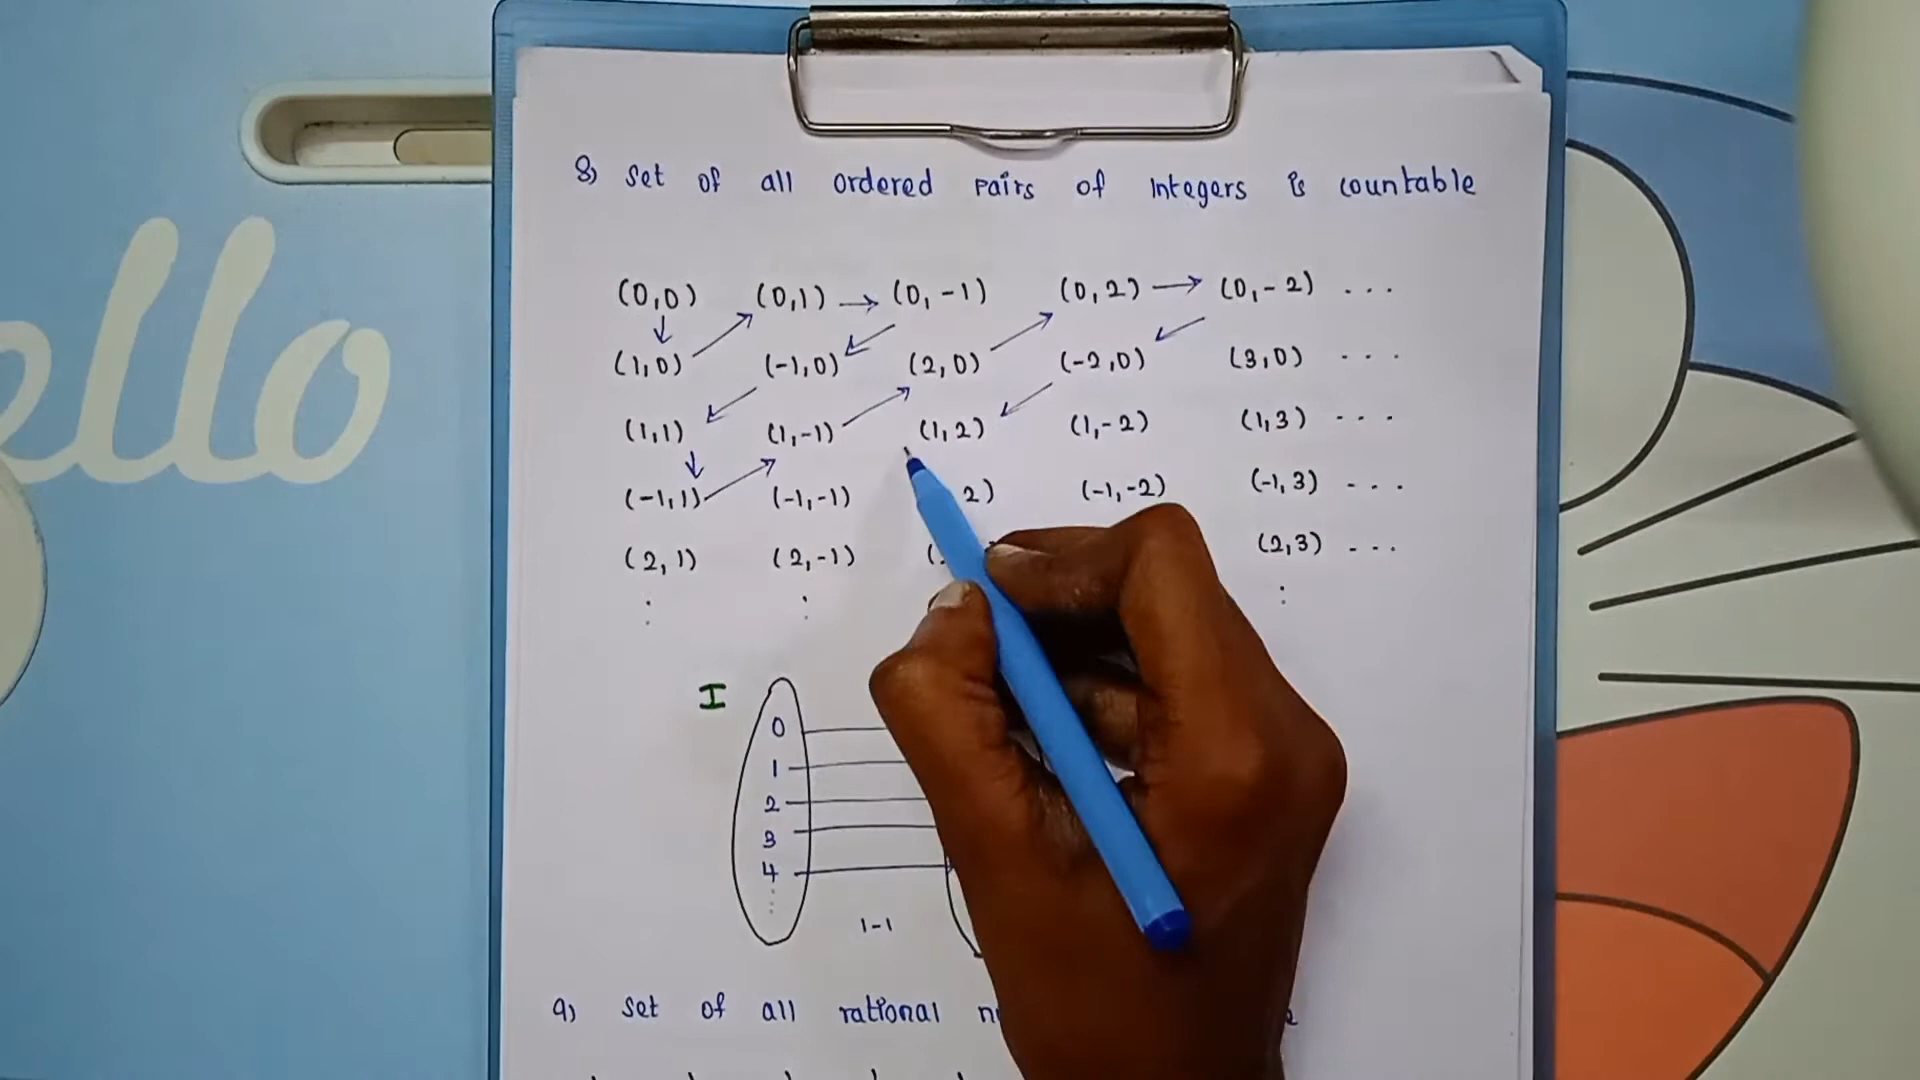 8) set of all ordered pairs of Integers is countable
(0,0) (0,1) → (0,-1) (0,2) → (0,-2) ...
(1,0) (-1,0) (2,0) (-2,0) (3,0) ...
(1,1) (1,-1) (1,2) (1,-2) (1,3) ...
(-1,1) (-1,-1) 2) (-1,-2) (-1,3) ...
(2,1) (2,-1) ( (2,3) ...
I
0
1
2
3
4
1-1
9) set of all rational
ello